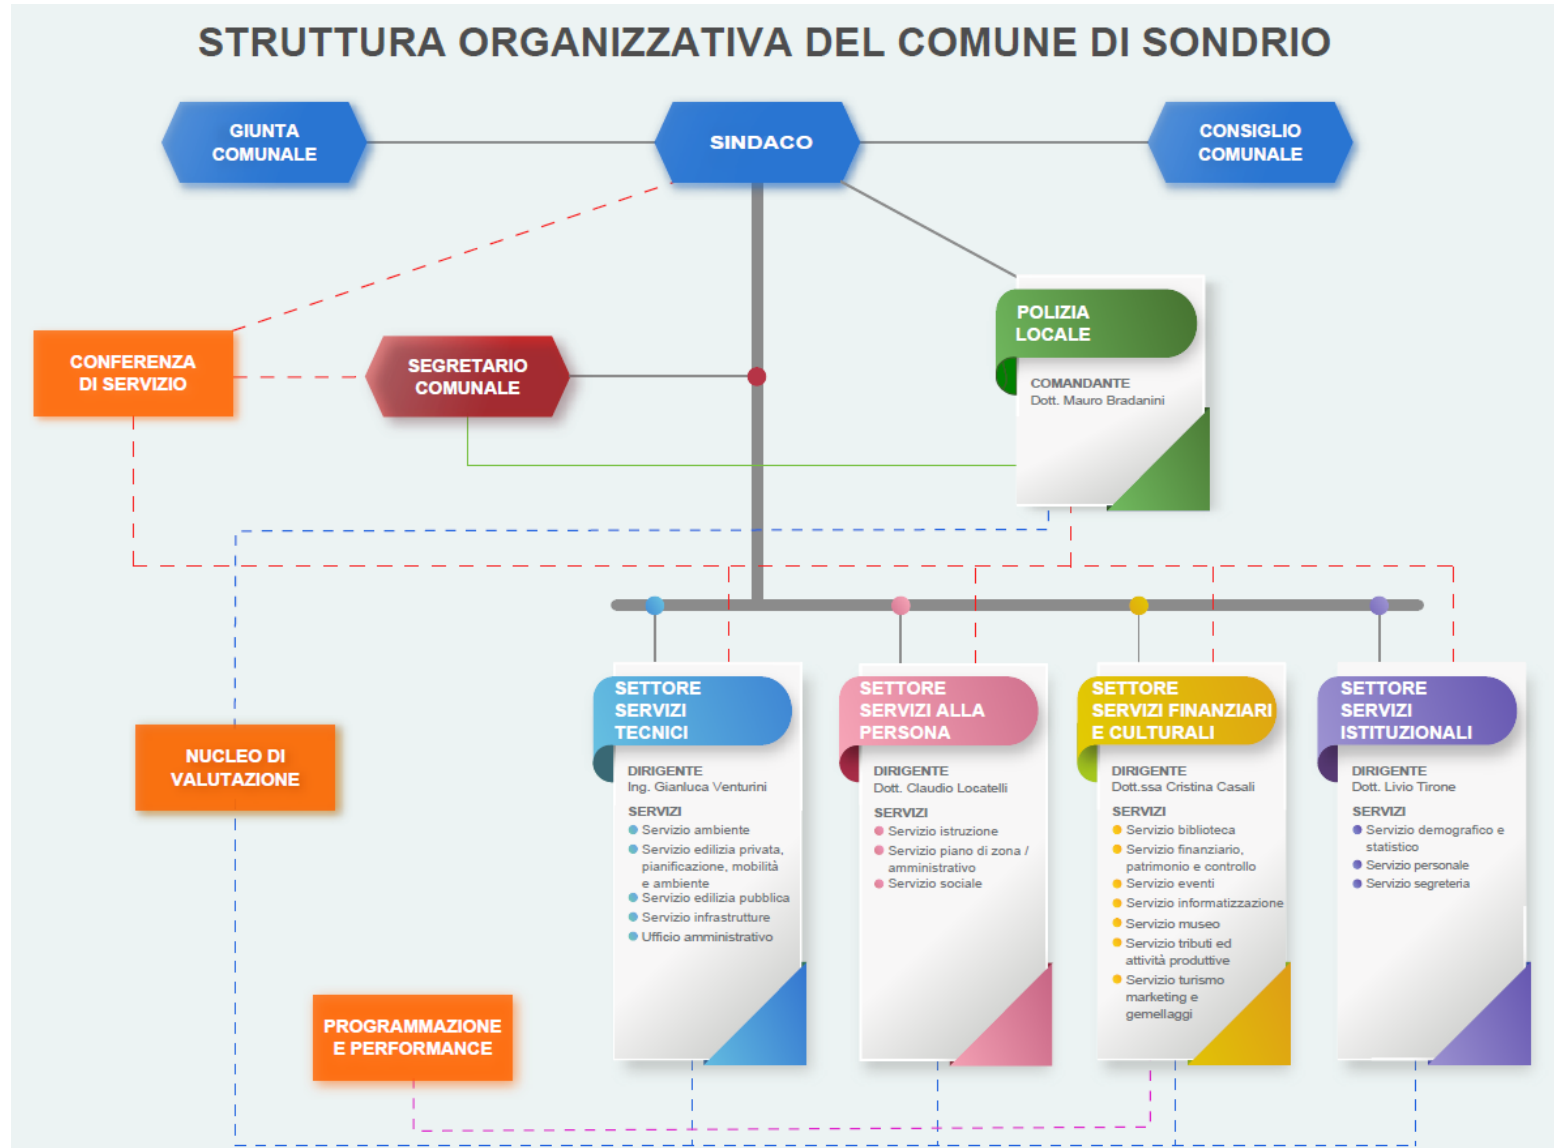 STRUTTURA ORGANIZZATIVA DEL COMUNE DI SONDRIO
GIUNTA
COMUNALE
SINDACO
CONSIGLIO
COMUNALE
POLIZIA
LOCALE
COMANDANTE
Dott. Mauro Bradanini
CONFERENZA
DI SERVIZIO
SEGRETARIO
COMUNALE
NUCLEO DI
VALUTAZIONE
PROGRAMMAZIONE
E PERFORMANCE
SETTORE
SERVIZI
TECNICI
DIRIGENTE
Ing. Gianluca Venturini
SERVIZI
Servizio ambiente
Servizio edilizia privata,
pianificazione, mobilità
e ambiente
Servizio edilizia pubblica
Servizio infrastrutture
Ufficio amministrativo
SETTORE
SERVIZI ALLA
PERSONA
DIRIGENTE
Dott. Claudio Locatelli
SERVIZI
Servizio istruzione
Servizio piano di zona /
amministrativo
Servizio sociale
SETTORE
SERVIZI FINANZIARI
E CULTURALI
DIRIGENTE
Dott.ssa Cristina Casali
SERVIZI
Servizio biblioteca
Servizio finanziario,
patrimonio e controllo
Servizio eventi
Servizio informatizzazione
Servizio museo
Servizio tributi ed
attività produttive
Servizio turismo
marketing e
gemellaggi
SETTORE
SERVIZI
ISTITUZIONALI
DIRIGENTE
Dott. Livio Tirone
SERVIZI
Servizio demografico e
statistico
Servizio personale
Servizio segreteria